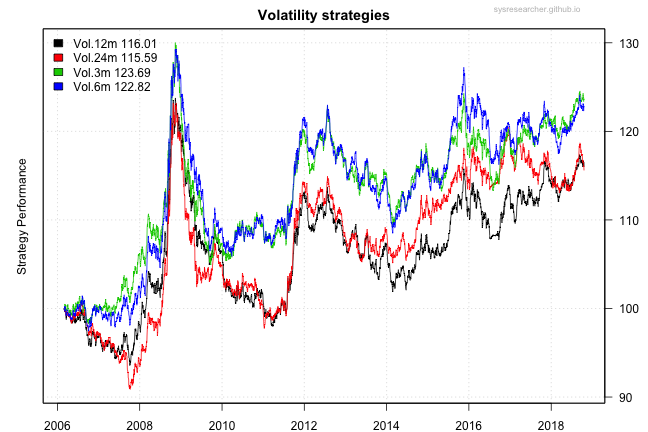 sysresearcher.github.io
Volatility strategies
Vol.12m 116.01
Vol.24m 115.59
Vol.3m 123.69
Vol.6m 122.82
Strategy Performance
130
120
110
100
90
2006 2008 2010 2012 2014 2016 2018